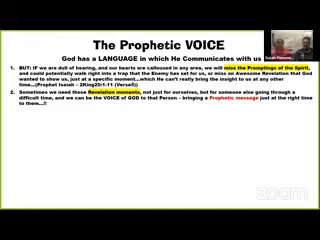 The Prophetic VOICE
God has a LANGUAGE in which He Communicates with us
1. BUT: IF we are dull of hearing, and our hearts are calloused in any area, we will miss the Promptings of the Spirit,
and could potentially walk right into a trap that the Enemy has set for us, or miss an Awesome Revelation that God
wanted to show us, just at a specific moment...which He can't really bring the insight to us at any other
time...(Prophet Isaiah – 2King20:1-11 (Verse5))
2. Sometimes we need those Revelation moments, not just for ourselves, but for someone else going through a
difficult time, and we can be the VOICE of GOD to that Person – bringing a Prophetic message just at the right time
to them...!!
zoom